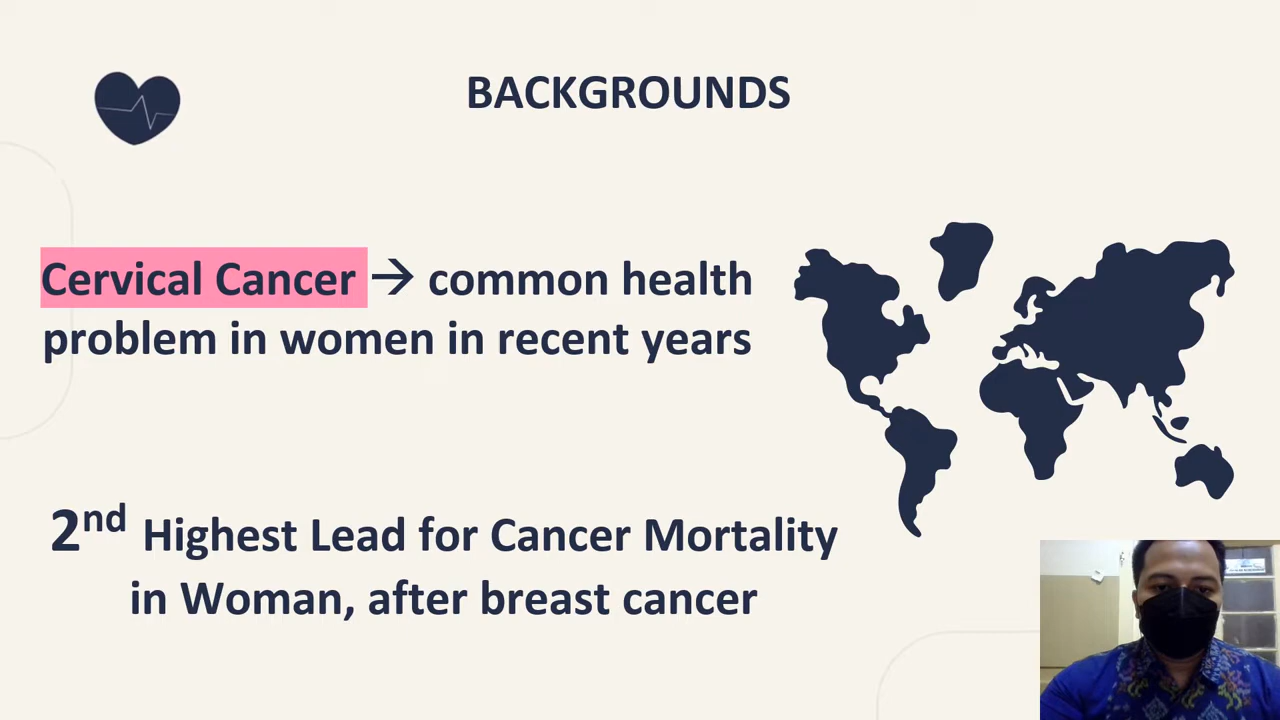 BACKGROUNDS
Cervical Cancer → common health
problem in women in recent years
2nd Highest Lead for Cancer Mortality
in Woman, after breast cancer